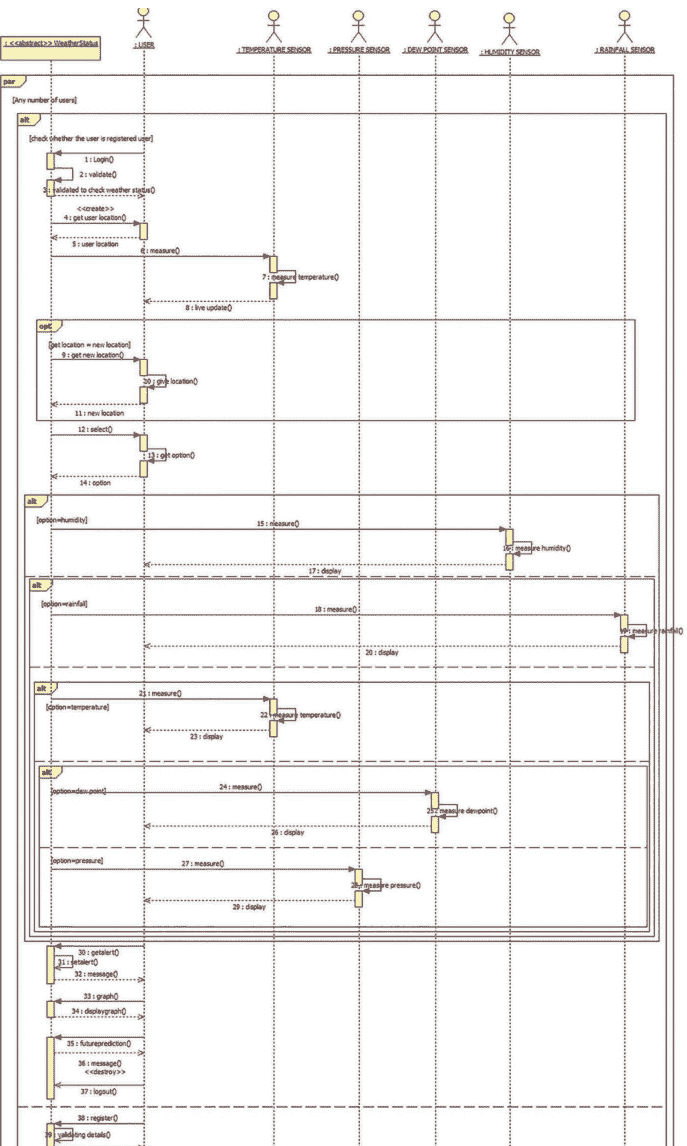 : <<abstract>> WeatherStatus
: USER
: TEMPERATURE SENSOR
: PRESSURE SENSOR
: DEW POINT SENSOR
: HUMIDITY SENSOR
: RAINFALL SENSOR
par
[Any number of users]
alt
[check whether the user is registered user]
1 : Login()
2 : validate()
3 : validated to check weather status()
<<create>>
4 : get user location()
5 : user location
6 : measure()
7 : measure temperature()
8 : live update()
opt
[get location = new location]
9 : get new location()
10 : give location()
11 : new location
12 : select()
13 : get option()
14 : option
alt
[option=humidity]
15 : measure()
16 : measure humidity()
17 : display
alt
[option=rainfall]
18 : measure()
19 : measure rainfall()
20 : display
alt
21 : measure()
[option=temperature]
22 : measure temperature()
23 : display
alt
24 : measure()
[option=dew point]
25 : measure dewpoint()
26 : display
[option=pressure]
27 : measure()
28 : measure pressure()
29 : display
30 : getalert()
31 : setalert()
32 : message()
33 : graph()
34 : displaygraph()
35 : futureprediction()
36 : message()
<<destroy>>
37 : logout()
38 : register()
39 : validating details()